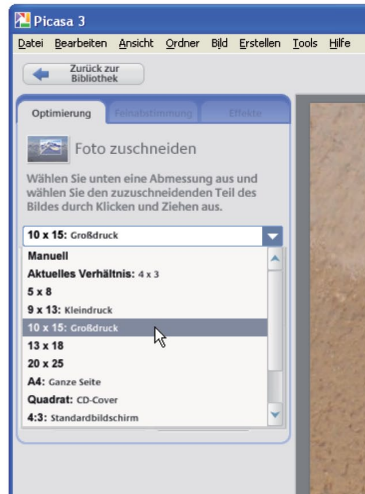 Picasa 3
Datei Bearbeiten Ansicht Ordner Bild Erstellen Tools Hilfe
Zurück zur
Bibliothek
Optimierung Feinabstimmung Effekte
Foto zuschneiden
Wählen Sie unten eine Abmessung aus und
wählen Sie den zuzuschneidenden Teil des
Bildes durch Klicken und Ziehen aus.
10 x 15: Großdruck
Manuell
Aktuelles Verhältnis: 4 x 3
5 x 8
9 x 13: Kleindruck
10 x 15: Großdruck
13 x 18
20 x 25
A4: Ganze Seite
Quadrat: CD-Cover
4:3: Standardbildschirm